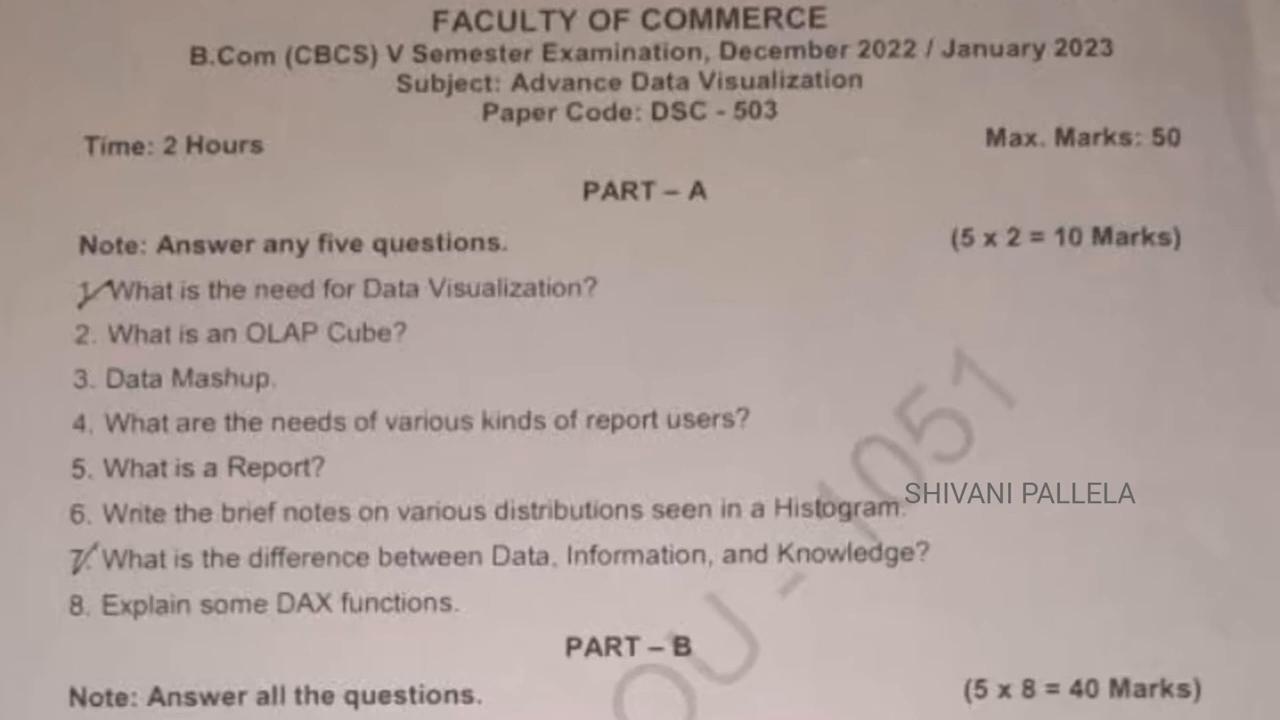 FACULTY OF COMMERCE
B.Com (CBCS) V Semester Examination, December 2022 / January 2023
Subject: Advance Data Visualization
Paper Code: DSC - 503
Time: 2 Hours
Max. Marks: 50
PART – A
Note: Answer any five questions.
(5 x 2 = 10 Marks)
1. What is the need for Data Visualization?
2. What is an OLAP Cube?
3. Data Mashup.
4. What are the needs of various kinds of report users?
5. What is a Report?
6. Write the brief notes on various distributions seen in a Histogram.
SHIVANI PALLELA
7. What is the difference between Data, Information, and Knowledge?
8. Explain some DAX functions.
OU - 1051
PART – B
Note: Answer all the questions.
(5 x 8 = 40 Marks)